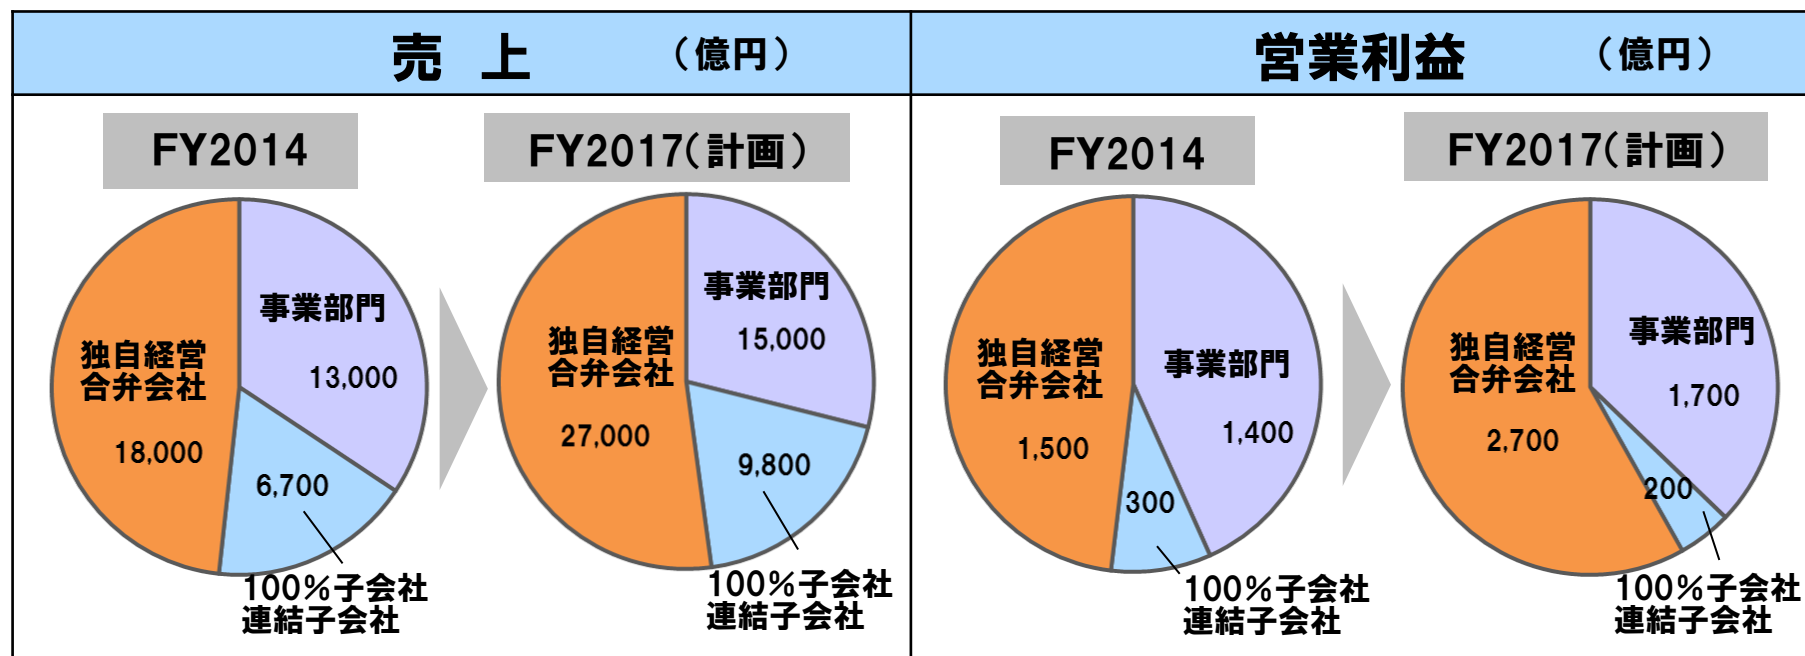 売 上 （億円）
営業利益 （億円）
FY2014
事業部門
13,000
独自経営
合弁会社
18,000
6,700
100%子会社
連結子会社
FY2017（計画）
事業部門
15,000
独自経営
合弁会社
27,000
9,800
100%子会社
連結子会社
FY2014
事業部門
1,400
独自経営
合弁会社
1,500
300
100%子会社
連結子会社
FY2017（計画）
事業部門
1,700
独自経営
合弁会社
2,700
200
100%子会社
連結子会社